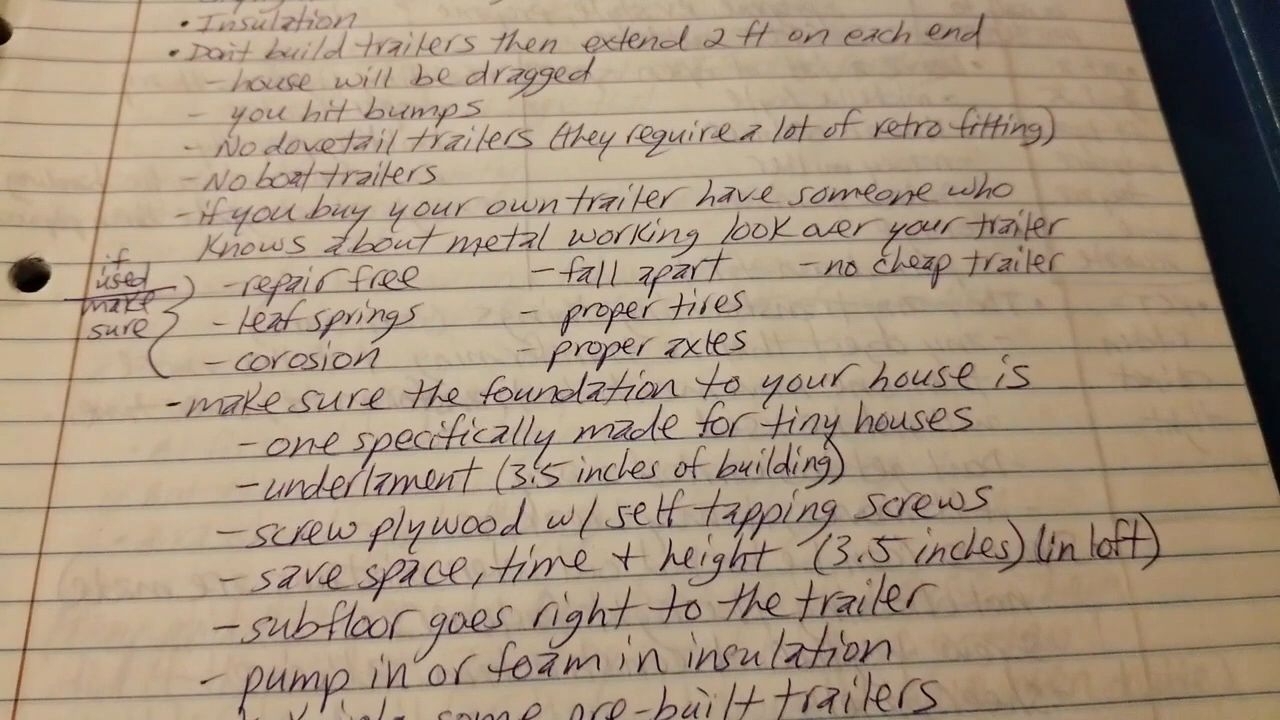 • Insulation
• Don't build trailers then extend 2 ft on each end
- house will be dragged
- you hit bumps
- No dovetail trailers (they require a lot of retro fitting)
- No boat trailers
- if you buy your own trailer have someone who
knows about metal working look over your trailer
if used make sure
- repair free - fall apart - no cheap trailer
- leaf springs - proper tires
- corosion - proper axles
- make sure the foundation to your house is
- one specifically made for tiny houses
- underlament (3.5 inches of building)
- screw plywood w/ self tapping screws
- save space, time + height (3.5 inches) (in loft)
- subfloor goes right to the trailer
- pump in or foam in insulation
some pre-built trailers